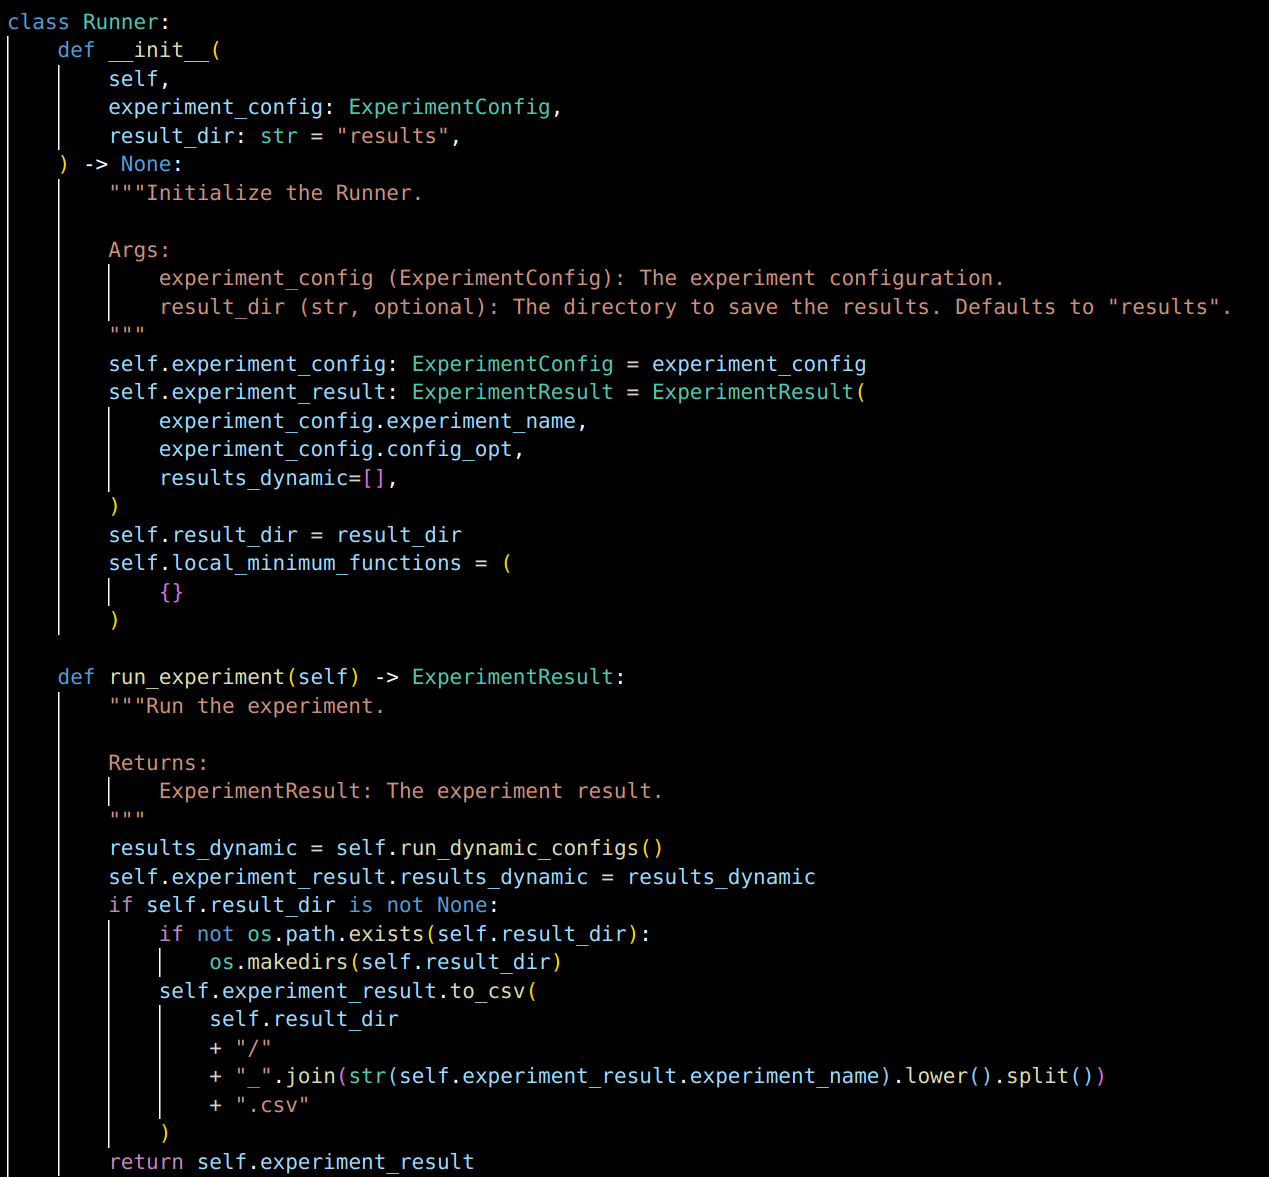 class Runner:
    def __init__(
        self,
        experiment_config: ExperimentConfig,
        result_dir: str = "results",
    ) -> None:
        """Initialize the Runner.

        Args:
            experiment_config (ExperimentConfig): The experiment configuration.
            result_dir (str, optional): The directory to save the results. Defaults to "results".
        """
        self.experiment_config: ExperimentConfig = experiment_config
        self.experiment_result: ExperimentResult = ExperimentResult(
            experiment_config.experiment_name,
            experiment_config.config_opt,
            results_dynamic=[],
        )
        self.result_dir = result_dir
        self.local_minimum_functions = (
            {}
        )

    def run_experiment(self) -> ExperimentResult:
        """Run the experiment.

        Returns:
            ExperimentResult: The experiment result.
        """
        results_dynamic = self.run_dynamic_configs()
        self.experiment_result.results_dynamic = results_dynamic
        if self.result_dir is not None:
            if not os.path.exists(self.result_dir):
                os.makedirs(self.result_dir)
            self.experiment_result.to_csv(
                self.result_dir
                + "/"
                + "_".join(str(self.experiment_result.experiment_name).lower().split())
                + ".csv"
            )
        return self.experiment_result